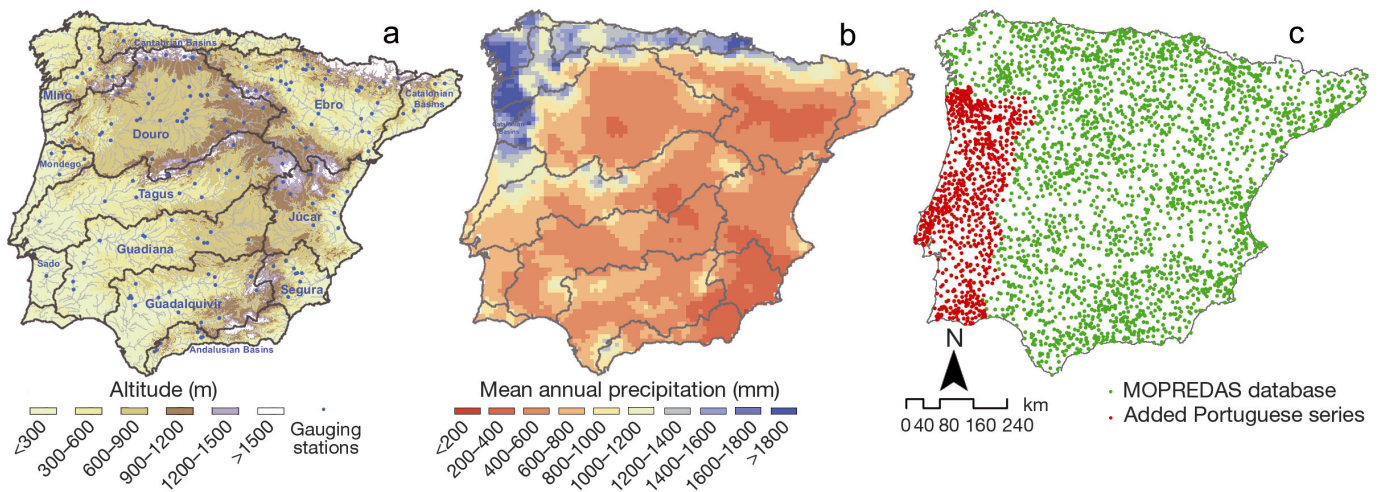 a
Cantabrian Basins
Miño
Ebro
Catalonian
Basins
Douro
Mondego
Tagus
Júcar
Guadiana
Sado
Guadalquivir
Segura
Andalusian Basins
Altitude (m)
<300
300–600
600–900
900–1200
1200–1500
>1500
Gauging
stations
b
Catalonian
Basins
Mean annual precipitation (mm)
<200
200–400
400–600
600–800
800–1000
1000–1200
1200–1400
1400–1600
1600–1800
>1800
c
N
km
0 40 80 160 240
MOPREDAS database
Added Portuguese series